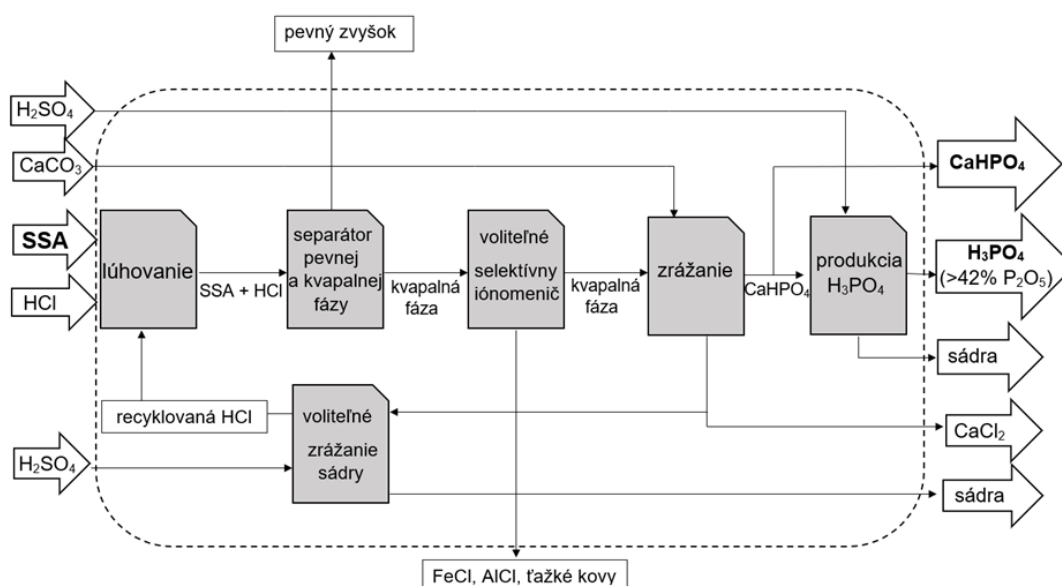 pevný zvyšok
H₂SO₄
CaCO₃
SSA
HCl
lúhovanie
SSA + HCl
separátor
pevnej
a kvapalnej
fázy
kvapalná
fáza
voliteľné
selektívny
iónomenič
kvapalná
fáza
zrážanie
CaHPO₄
produkcia
H₃PO₄
CaHPO₄
H₃PO₄
(>42% P₂O₅)
sádra
CaCl₂
sádra
recyklovaná HCl
voliteľné
zrážanie
sádry
H₂SO₄
FeCl, AlCl, ťažké kovy